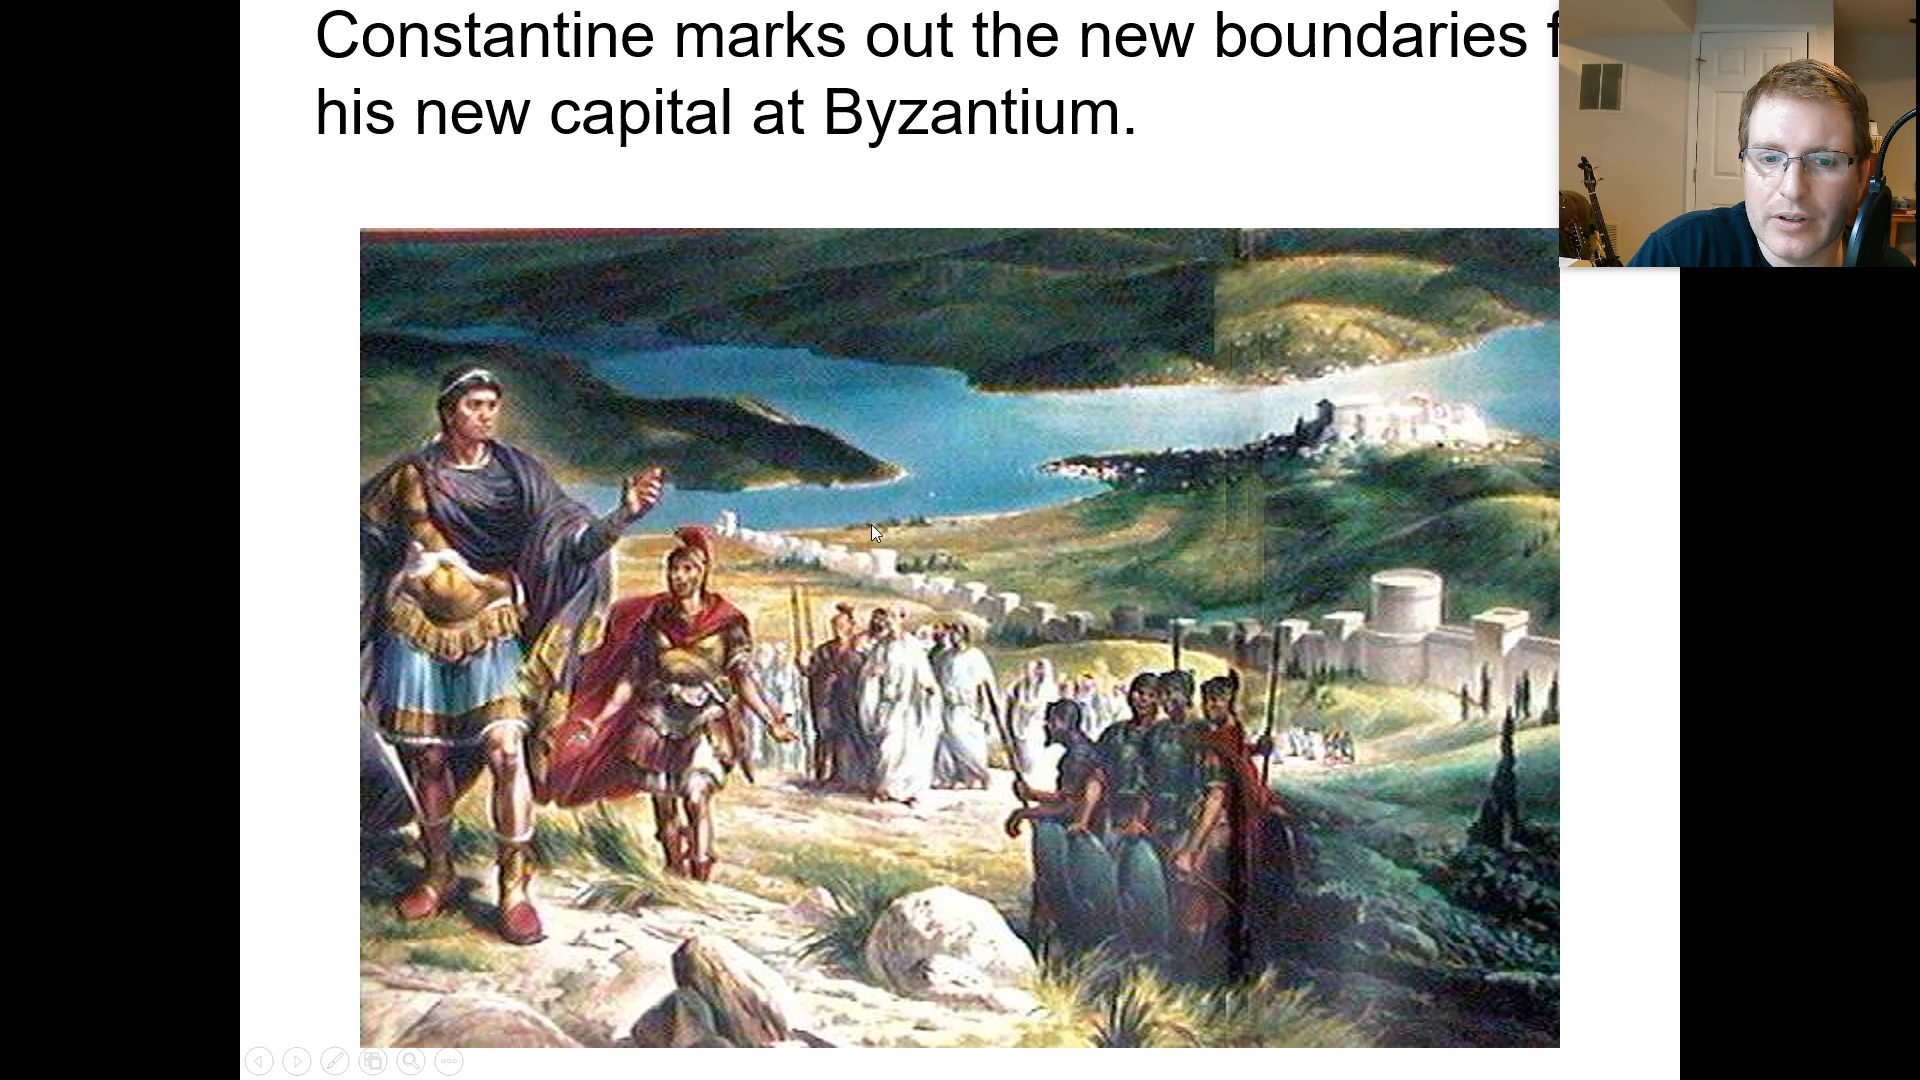 Constantine marks out the new boundaries
his new capital at Byzantium.